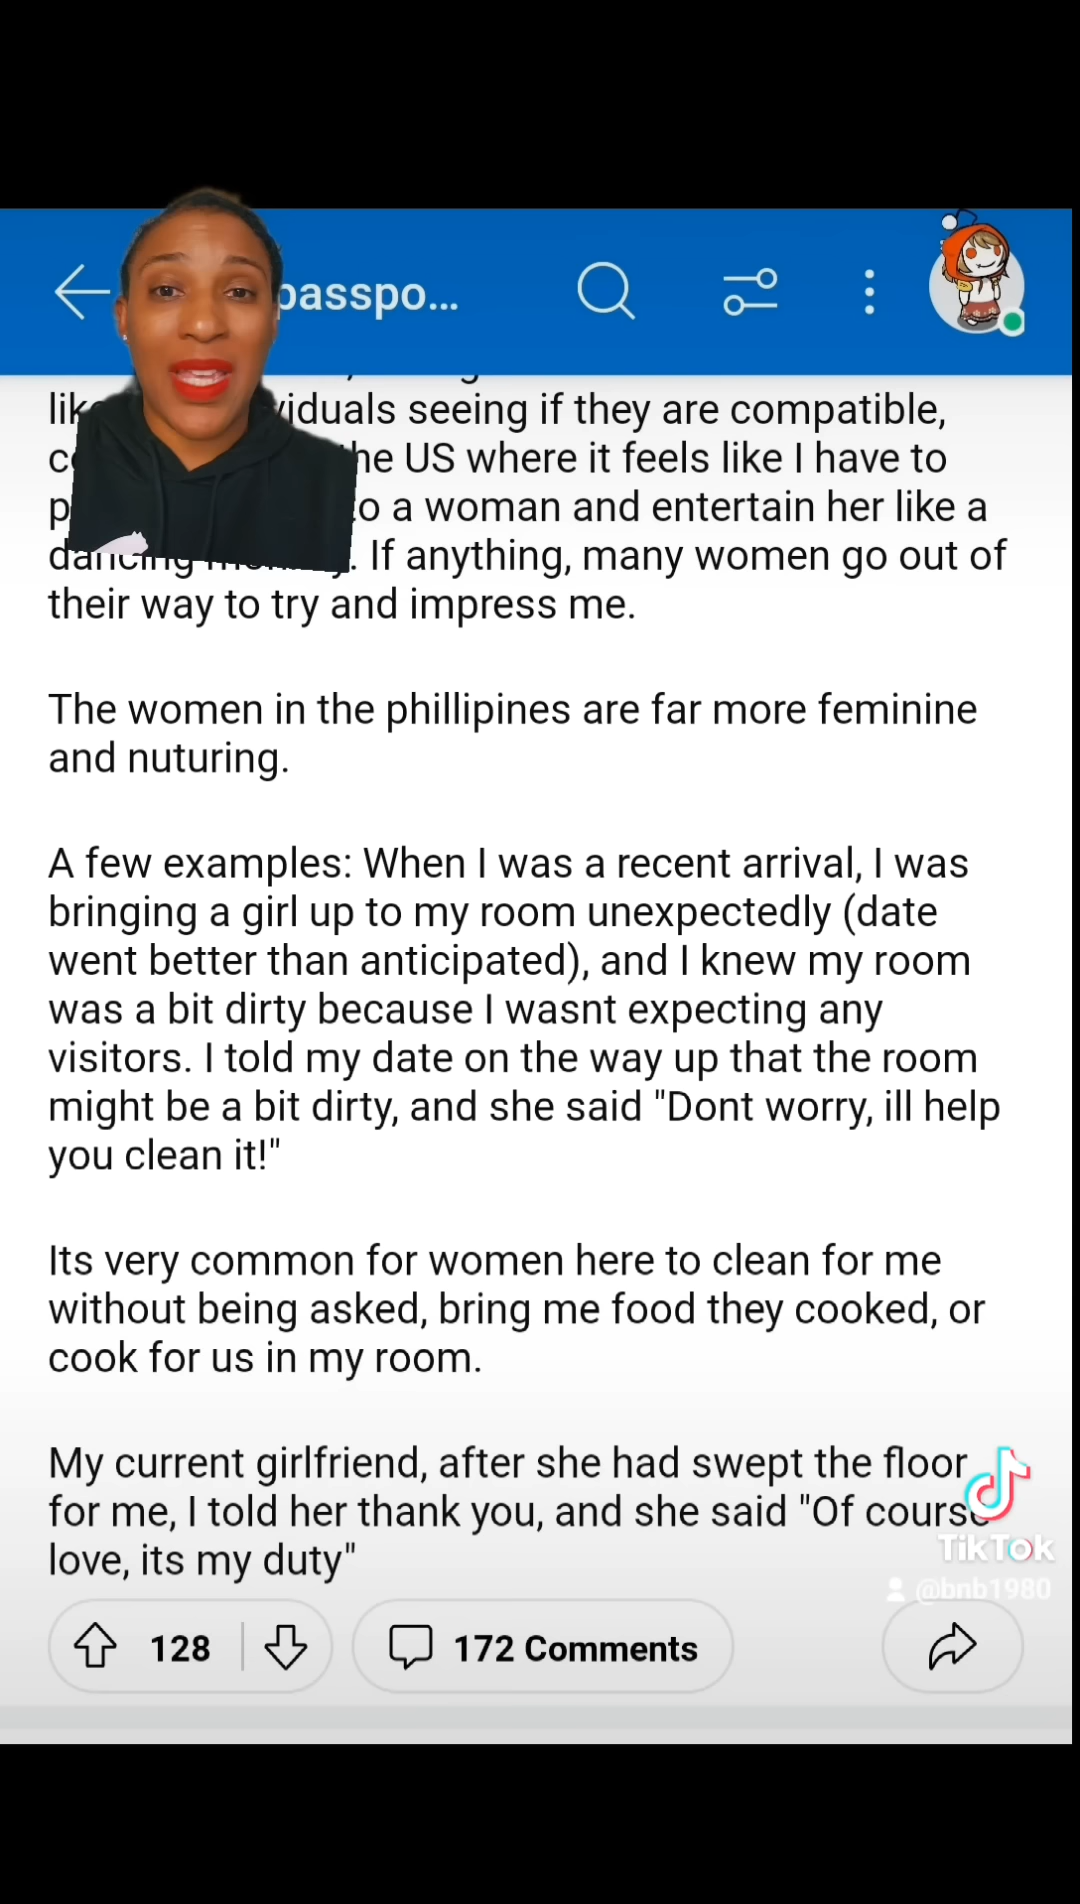 passpo...
viduals seeing if they are compatible,
he US where it feels like I have to
o a woman and entertain her like a
dancing If anything, many women go out of
their way to try and impress me.
The women in the phillipines are far more feminine
and nuturing.
A few examples: When I was a recent arrival, I was
bringing a girl up to my room unexpectedly (date
went better than anticipated), and I knew my room
was a bit dirty because I wasnt expecting any
visitors. I told my date on the way up that the room
might be a bit dirty, and she said "Dont worry, ill help
you clean it!"
Its very common for women here to clean for me
without being asked, bring me food they cooked, or
cook for us in my room.
My current girlfriend, after she had swept the floor
for me, I told her thank you, and she said "Of course
love, its my duty"
TikTok
@bnb1980
128
172 Comments